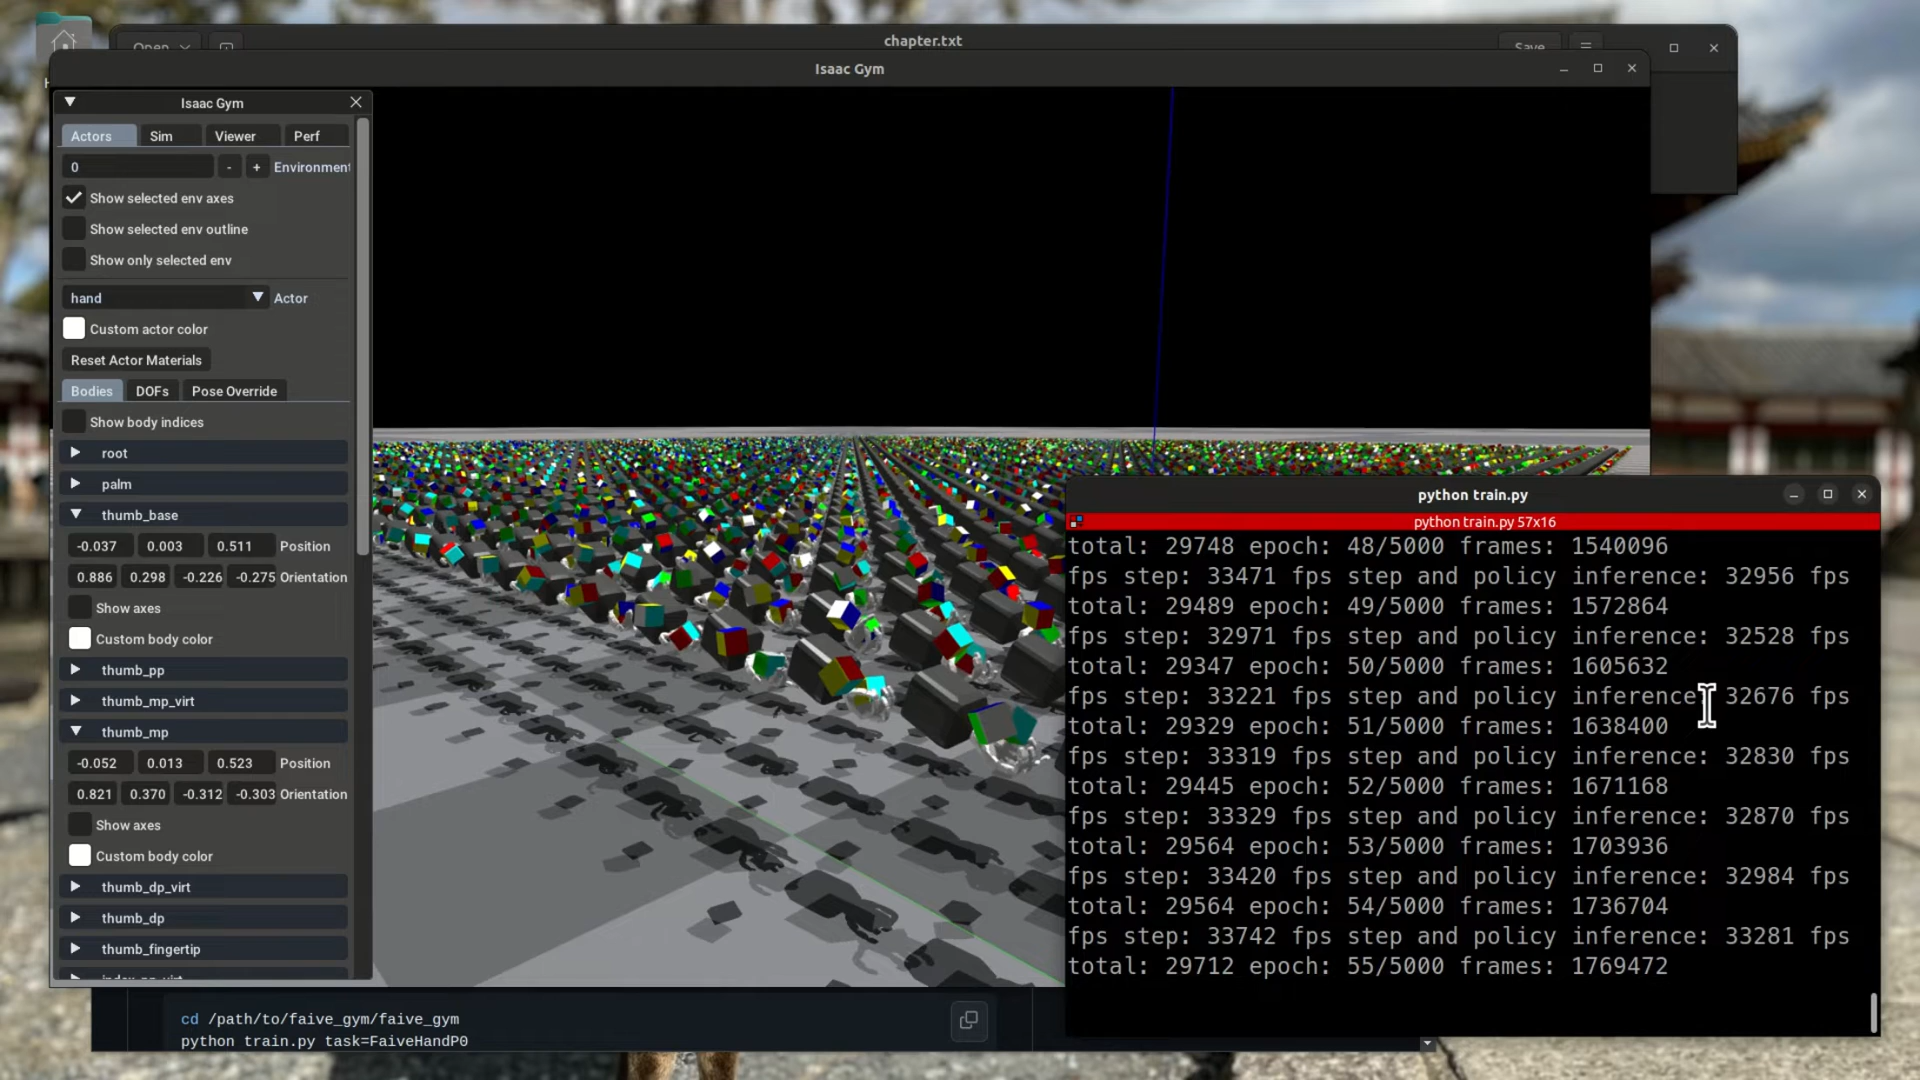 Open
chapter.txt
Save
Isaac Gym
Isaac Gym
Actors Sim Viewer Perf
0 - + Environment
Show selected env axes
Show selected env outline
Show only selected env
hand Actor
Custom actor color
Reset Actor Materials
Bodies DOFs Pose Override
Show body indices
root
palm
thumb_base
-0.037 0.003 0.511 Position
0.886 0.298 -0.226 -0.275 Orientation
Show axes
Custom body color
thumb_pp
thumb_mp_virt
thumb_mp
-0.052 0.013 0.523 Position
0.821 0.370 -0.312 -0.303 Orientation
Show axes
Custom body color
thumb_dp_virt
thumb_dp
thumb_fingertip
python train.py
python train.py 57x16
total: 29748 epoch: 48/5000 frames: 1540096
fps step: 33471 fps step and policy inference: 32956 fps
total: 29489 epoch: 49/5000 frames: 1572864
fps step: 32971 fps step and policy inference: 32528 fps
total: 29347 epoch: 50/5000 frames: 1605632
fps step: 33221 fps step and policy inference: 32676 fps
total: 29329 epoch: 51/5000 frames: 1638400
fps step: 33319 fps step and policy inference: 32830 fps
total: 29445 epoch: 52/5000 frames: 1671168
fps step: 33329 fps step and policy inference: 32870 fps
total: 29564 epoch: 53/5000 frames: 1703936
fps step: 33420 fps step and policy inference: 32984 fps
total: 29564 epoch: 54/5000 frames: 1736704
fps step: 33742 fps step and policy inference: 33281 fps
total: 29712 epoch: 55/5000 frames: 1769472
cd /path/to/faive_gym/faive_gym
python train.py task=FaiveHandP0